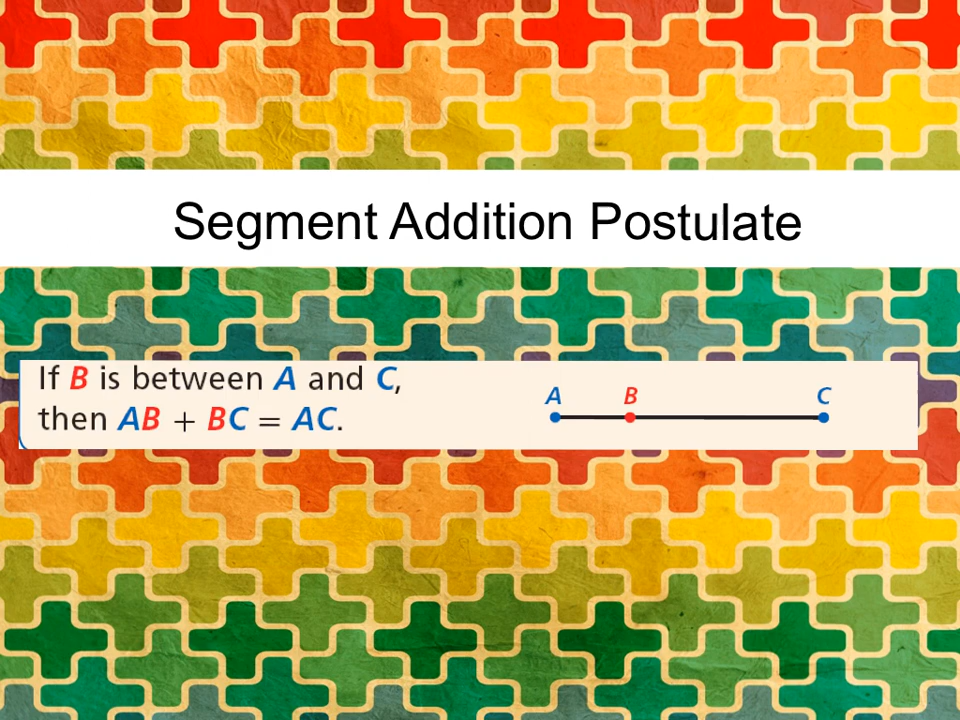 Segment Addition Postulate
If B is between A and C,
then AB + BC = AC.
A B C